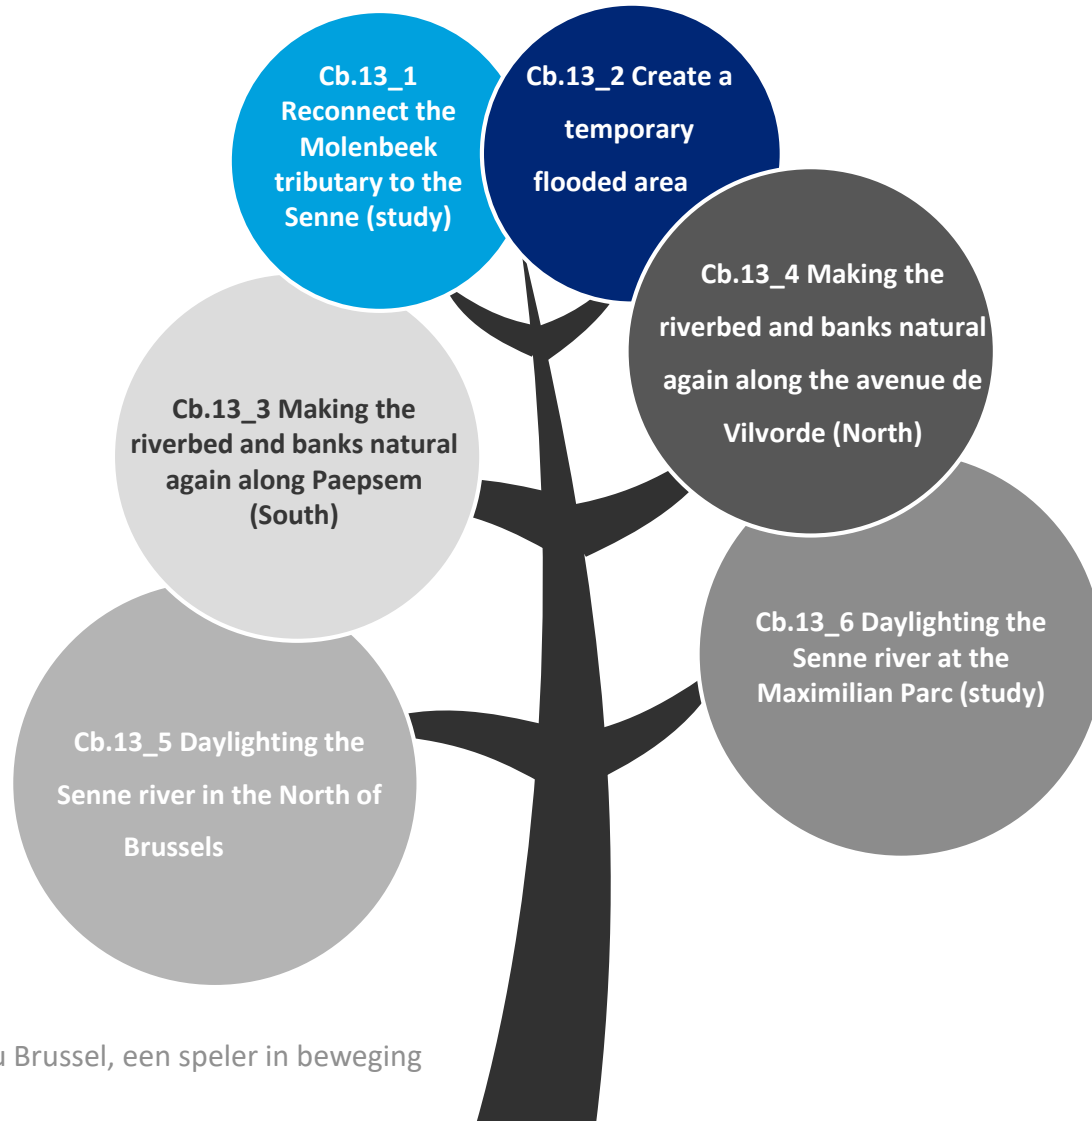 Cb.13_1
Reconnect the
Molenbeek
tributary to the
Senne (study)
Cb.13_2 Create a
temporary
flooded area
Cb.13_4 Making the
riverbed and banks natural
again along the avenue de
Vilvorde (North)
Cb.13_3 Making the
riverbed and banks natural
again along Paepsem
(South)
Cb.13_6 Daylighting the
Senne river at the
Maximilian Parc (study)
Cb.13_5 Daylighting the
Senne river in the North of
Brussels
Brussel, een speler in beweging